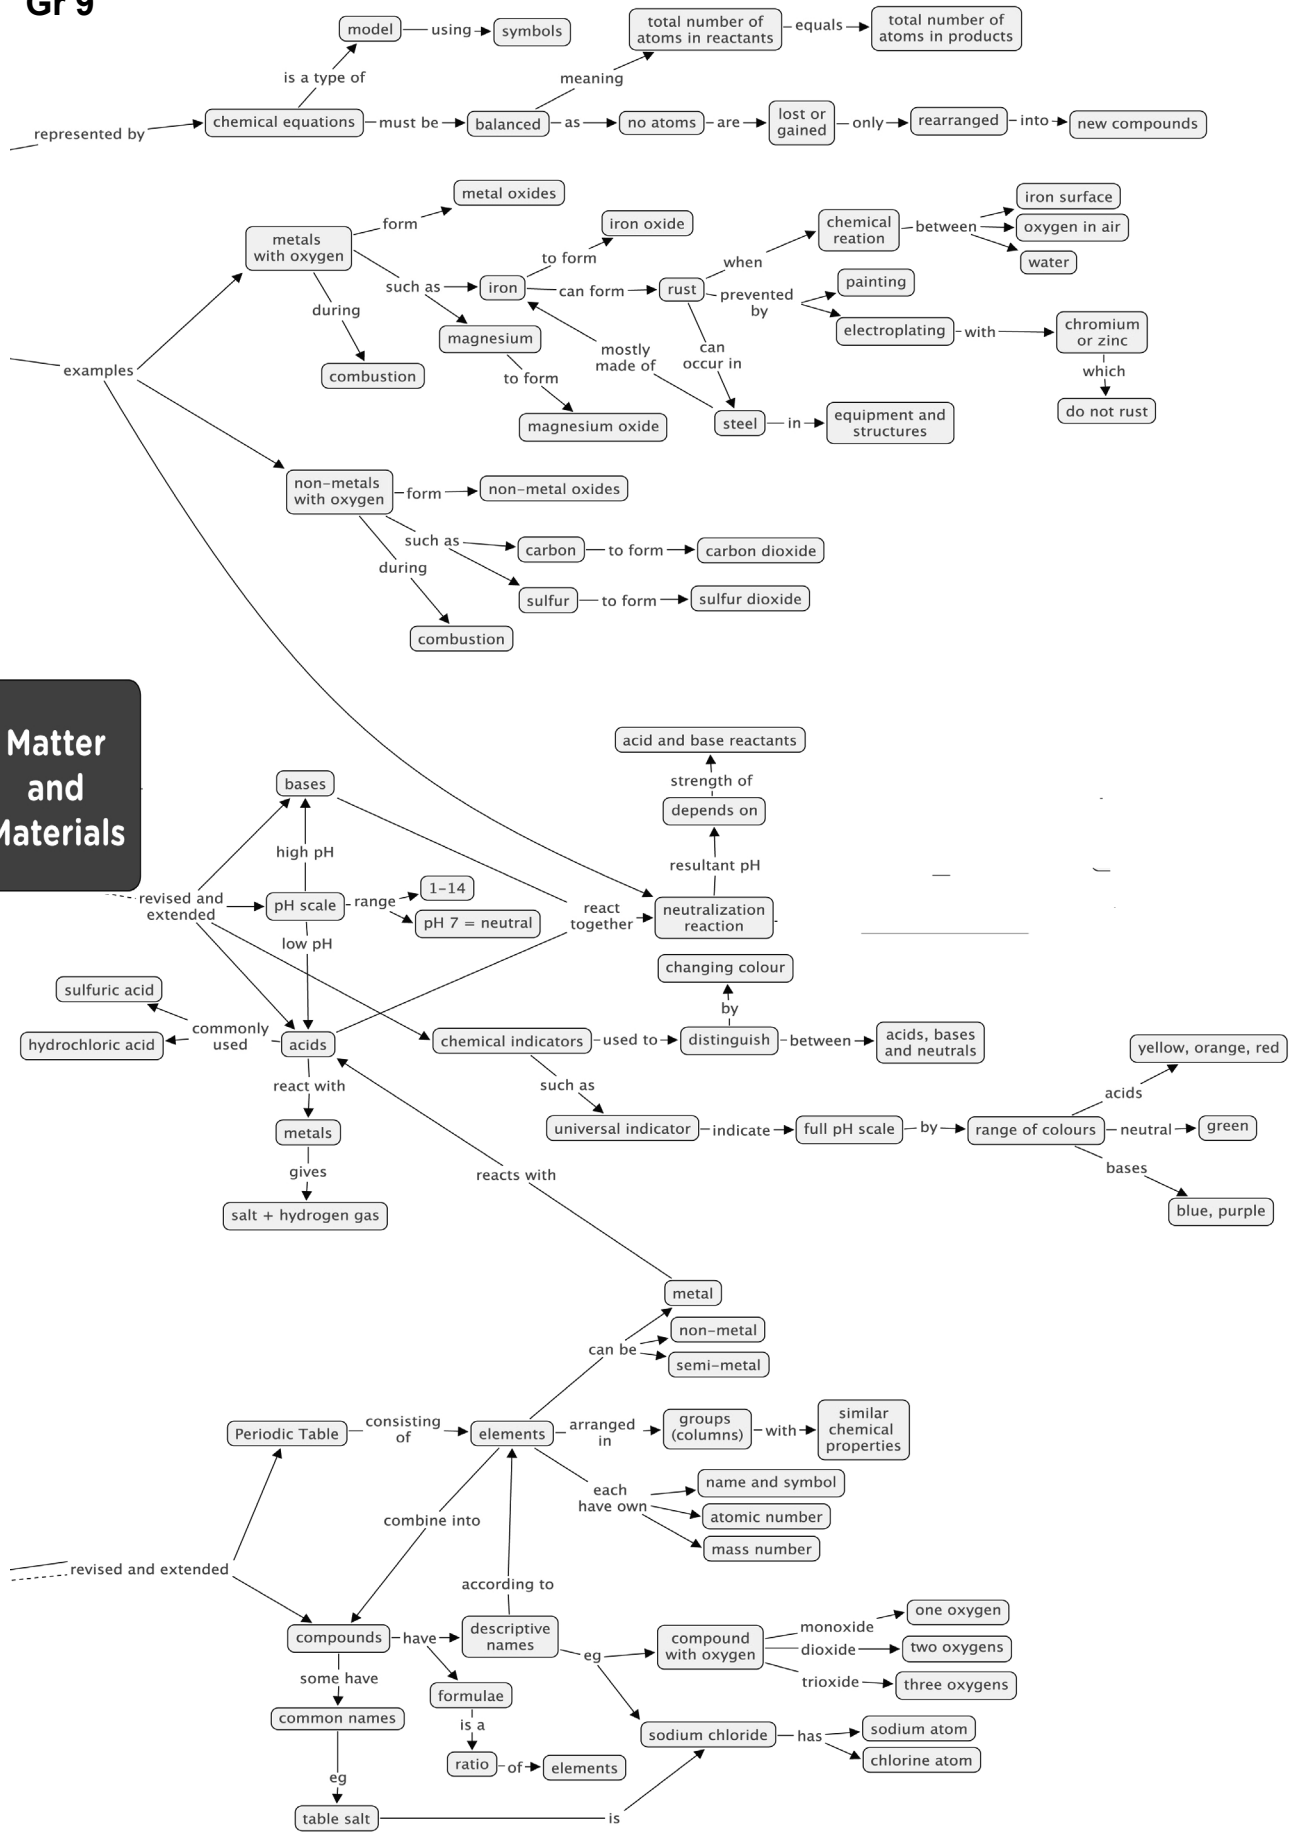 Gr 9
model
using
symbols
total number of
atoms in reactants
equals
total number of
atoms in products
is a type of
meaning
represented by
chemical equations
must be
balanced
as
no atoms
are
lost or
gained
only
rearranged
into
new compounds
metal oxides
form
metals
with oxygen
iron oxide
to form
chemical
reation
between
iron surface
oxygen in air
water
when
such as
iron
can form
rust
prevented
by
painting
electroplating
with
chromium
or zinc
during
magnesium
mostly
made of
can
occur in
which
examples
combustion
to form
magnesium oxide
steel
in
equipment and
structures
do not rust
non-metals
with oxygen
form
non-metal oxides
such as
carbon
to form
carbon dioxide
during
sulfur
to form
sulfur dioxide
combustion
Matter
and
Materials
acid and base reactants
strength of
depends on
resultant pH
bases
high pH
revised and
extended
pH scale
range
1-14
pH 7 = neutral
react
together
neutralization
reaction
low pH
changing colour
by
sulfuric acid
hydrochloric acid
commonly
used
acids
chemical indicators
used to
distinguish
between
acids, bases
and neutrals
yellow, orange, red
react with
such as
acids
metals
universal indicator
indicate
full pH scale
by
range of colours
neutral
green
gives
reacts with
bases
salt + hydrogen gas
blue, purple
metal
non-metal
can be
semi-metal
Periodic Table
consisting
of
elements
arranged
in
groups
(columns)
with
similar
chemical
properties
each
have own
name and symbol
atomic number
mass number
combine into
revised and extended
according to
compounds
have
descriptive
names
eg
compound
with oxygen
monoxide
one oxygen
dioxide
two oxygens
trioxide
three oxygens
some have
formulae
common names
is a
sodium chloride
has
sodium atom
chlorine atom
ratio
of
elements
eg
table salt
is